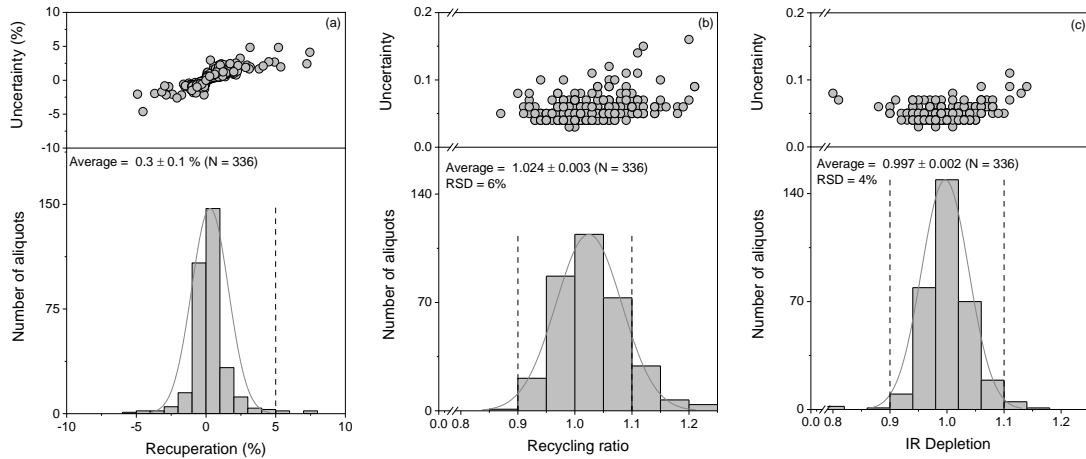 (a)
10
5
0
-5
-10
Uncertainty (%)
Average = 0.3 ± 0.1 % (N = 336)
150
75
0
Number of aliquots
-10 -5 0 5 10
Recuperation (%)
(b)
0.2
0.1
0.0
Uncertainty
Average = 1.024 ± 0.003 (N = 336)
RSD = 6%
140
70
0
Number of aliquots
0.0 0.9 1.0 1.1 1.2
Recycling ratio
(c)
0.2
0.1
0.0
Uncertainty
Average = 0.997 ± 0.002 (N = 336)
RSD = 4%
140
70
0
Number of aliquots
0.0 0.8 0.9 1.0 1.1 1.2
IR Depletion